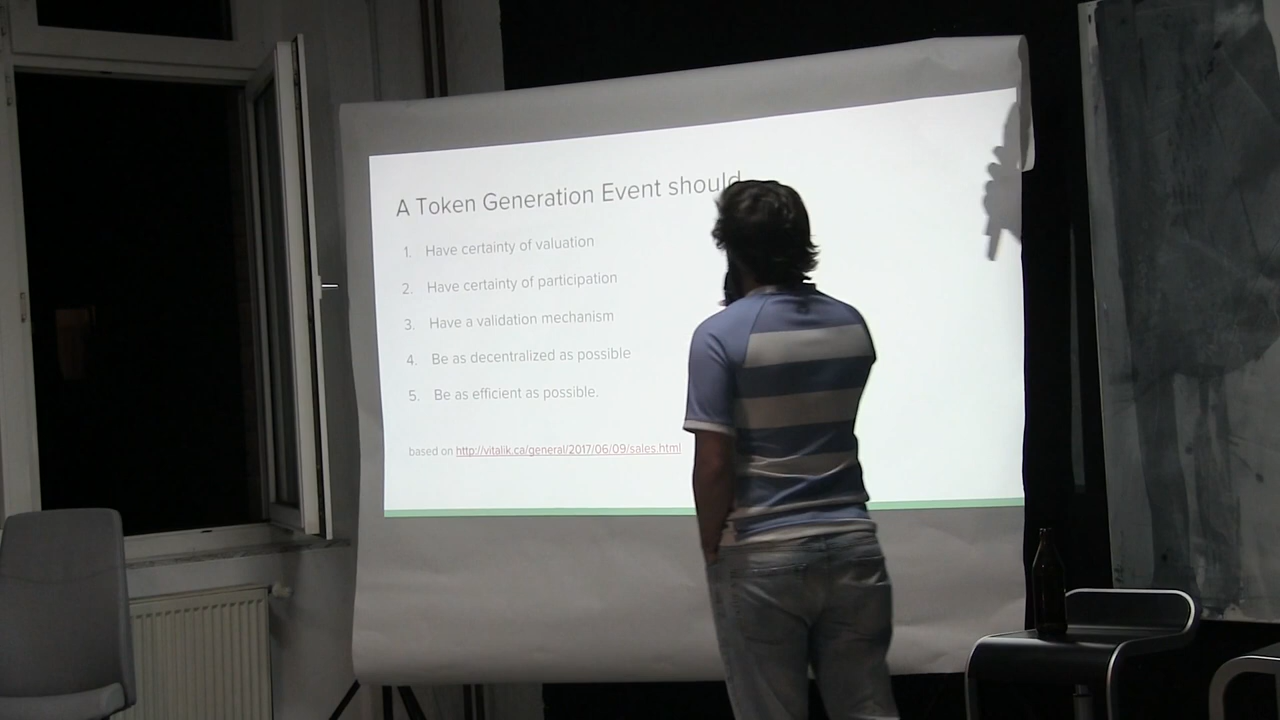 A Token Generation Event should
1. Have certainty of valuation
2. Have certainty of participation
3. Have a validation mechanism
4. Be as decentralized as possible
5. Be as efficient as possible.
based on http://vitalik.ca/general/2017/06/09/sales.html